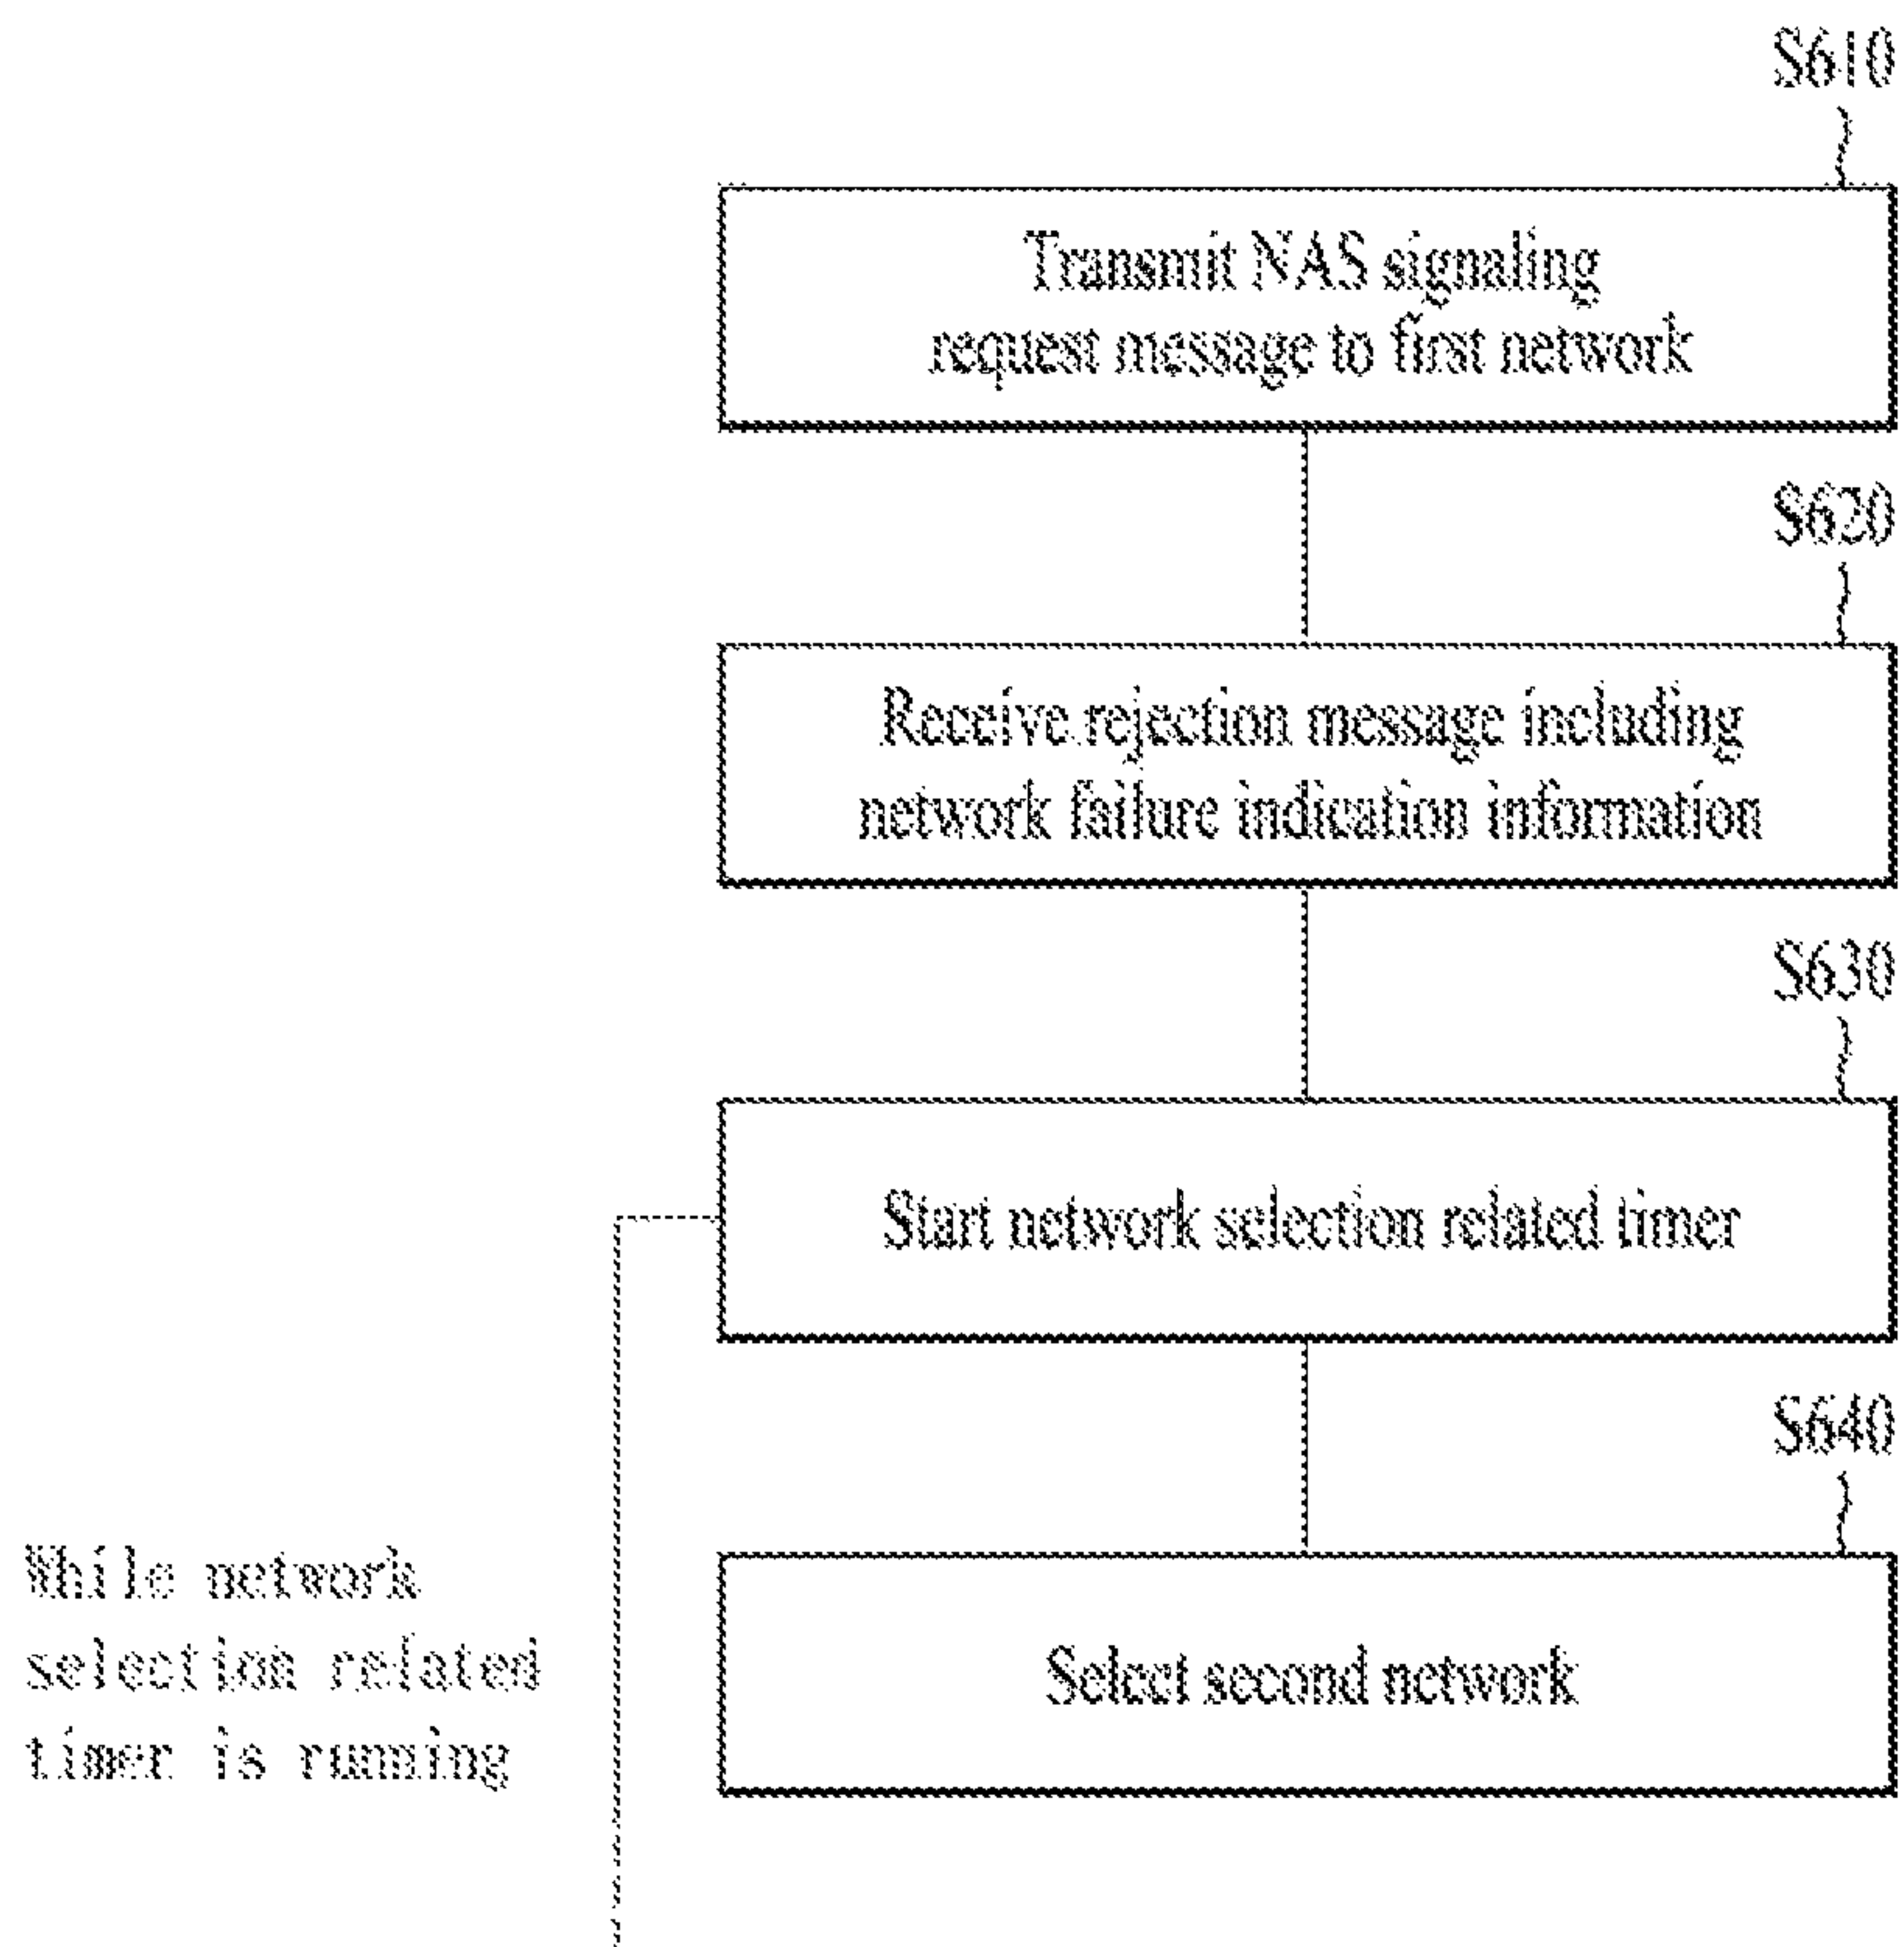 S610
Transmit NAS signaling
request message to first network
S620
Receive rejection message including
network failure indication information
S630
Start network selection related timer
S640
While network
selection related
timer is running
Select second network